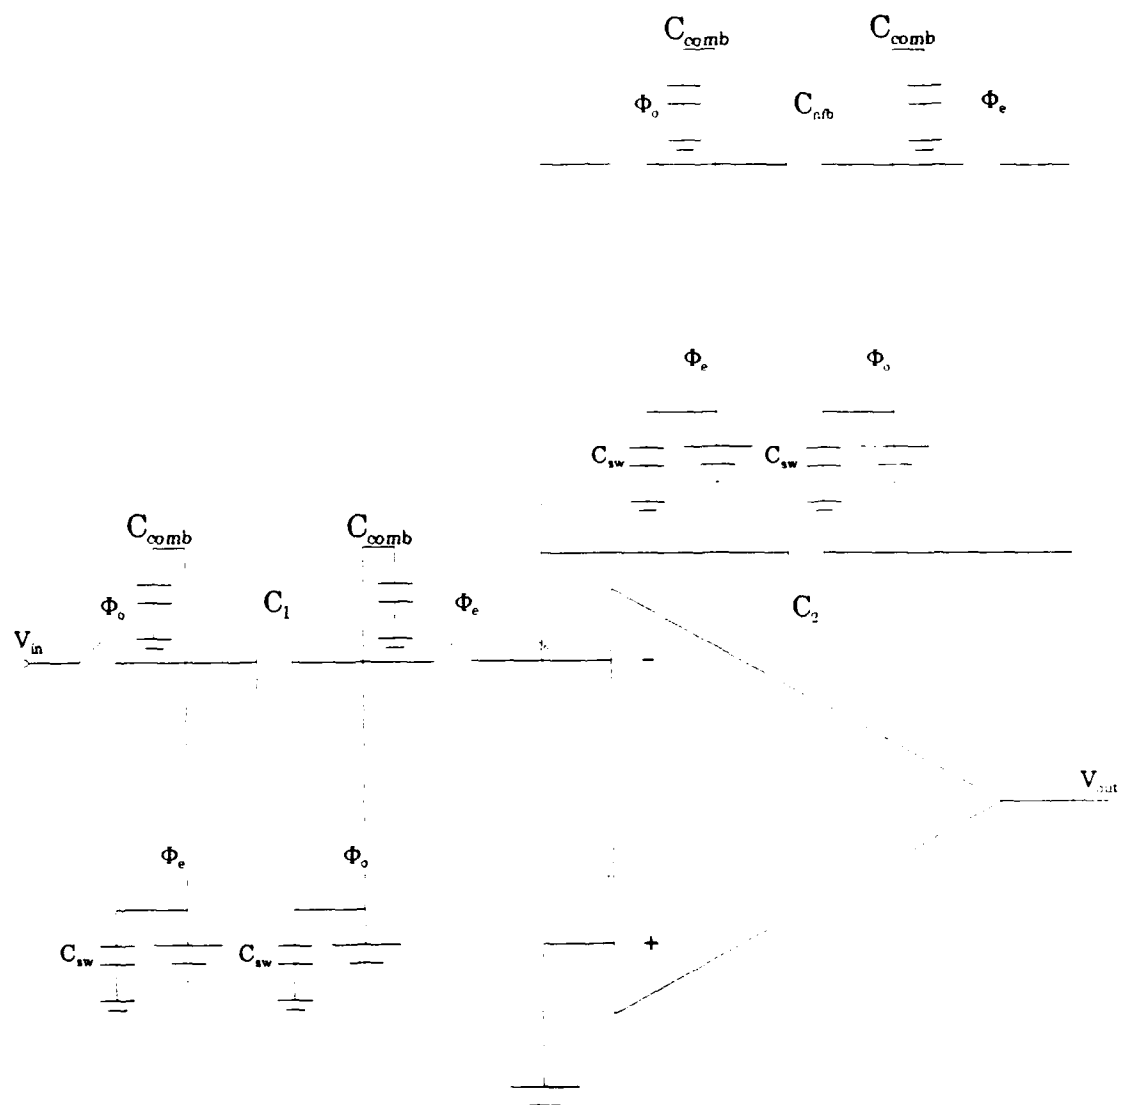 C_comb C_comb
Φ_o C_nfb Φ_e
Φ_e Φ_o
C_sw C_sw
C_comb C_comb
Φ_o C_1 Φ_e C_2
V_in
-
V_out
Φ_e Φ_o
C_sw C_sw +